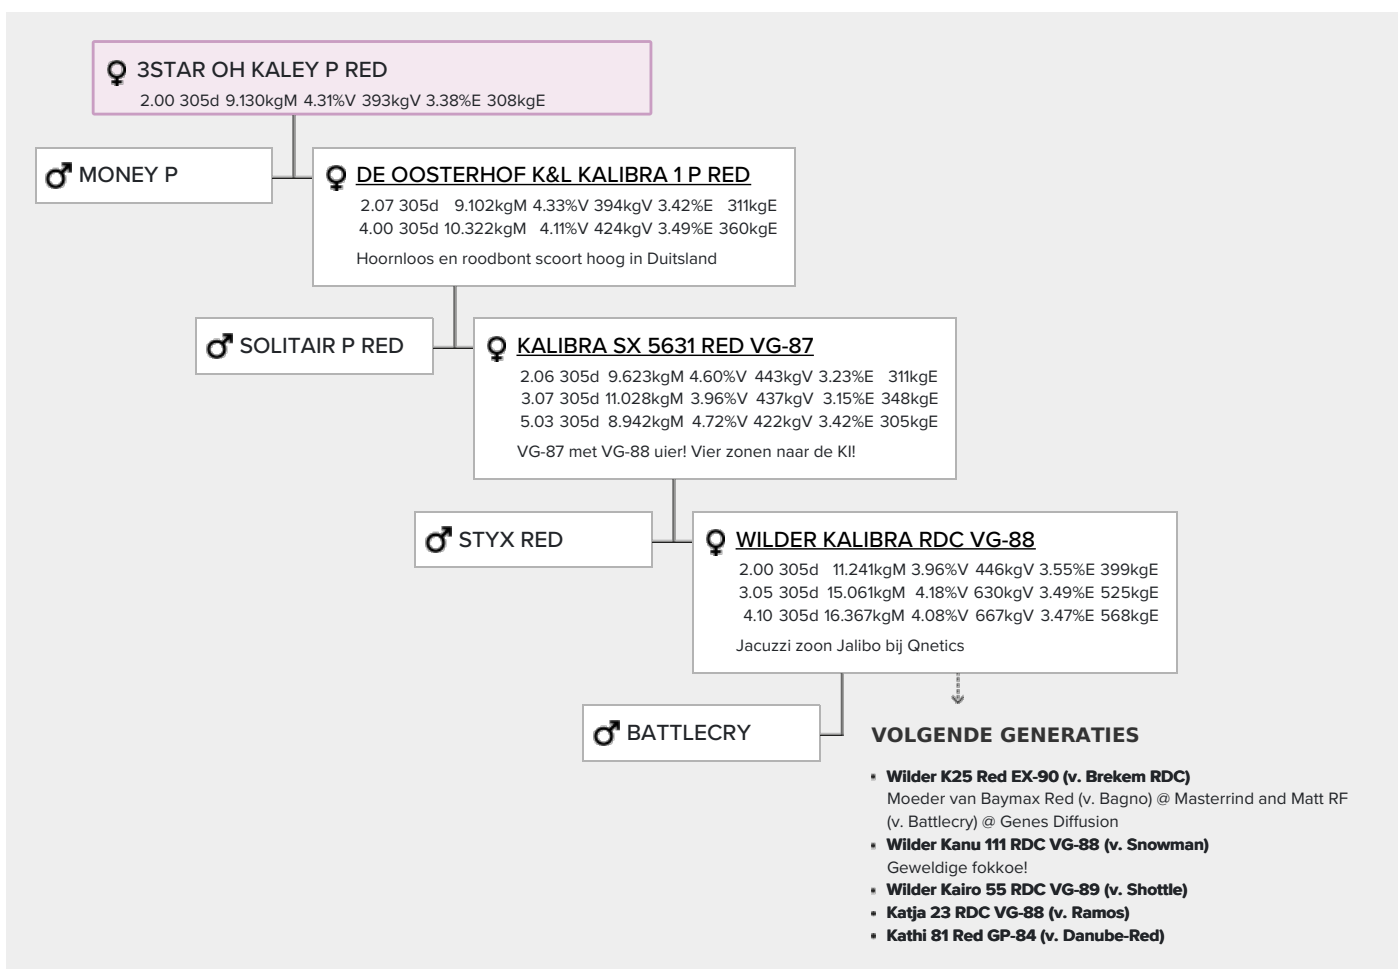 3STAR OH KALEY P RED
2.00 305d 9.130kgM 4.31%V 393kgV 3.38%E 308kgE
MONEY P
DE OOSTERHOF K&L KALIBRA 1 P RED
2.07 305d 9.102kgM 4.33%V 394kgV 3.42%E 311kgE
4.00 305d 10.322kgM 4.11%V 424kgV 3.49%E 360kgE
Hoornloos en roodbont scoort hoog in Duitsland
SOLITAIR P RED
KALIBRA SX 5631 RED VG-87
2.06 305d 9.623kgM 4.60%V 443kgV 3.23%E 311kgE
3.07 305d 11.028kgM 3.96%V 437kgV 3.15%E 348kgE
5.03 305d 8.942kgM 4.72%V 422kgV 3.42%E 305kgE
VG-87 met VG-88 uier! Vier zonen naar de KI!
STYX RED
WILDER KALIBRA RDC VG-88
2.00 305d 11.241kgM 3.96%V 446kgV 3.55%E 399kgE
3.05 305d 15.061kgM 4.18%V 630kgV 3.49%E 525kgE
4.10 305d 16.367kgM 4.08%V 667kgV 3.47%E 568kgE
Jacuzzi zoon Jalibo bij Qnetics
BATTLECRY
VOLGENDE GENERATIES
• Wilder K25 Red EX-90 (v. Brekem RDC)
Moeder van Baymax Red (v. Bagno) @ Masterrind and Matt RF
(v. Battlecry) @ Genes Diffusion
• Wilder Kanu 111 RDC VG-88 (v. Snowman)
Geweldige fokkoe!
• Wilder Kairo 55 RDC VG-89 (v. Shottle)
• Katja 23 RDC VG-88 (v. Ramos)
• Kathi 81 Red GP-84 (v. Danube-Red)